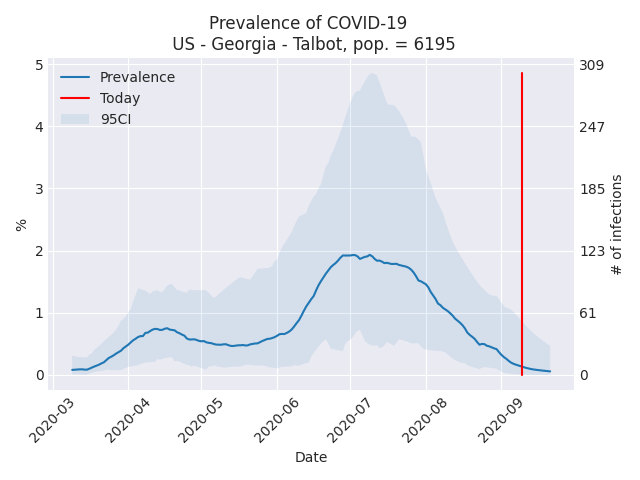 Prevalence of COVID-19
US - Georgia - Talbot, pop. = 6195
Prevalence
Today
95CI
5
4
3
2
1
0
%
309
247
185
123
61
0
# of infections
2020-03
2020-04
2020-05
2020-06
2020-07
2020-08
2020-09
Date